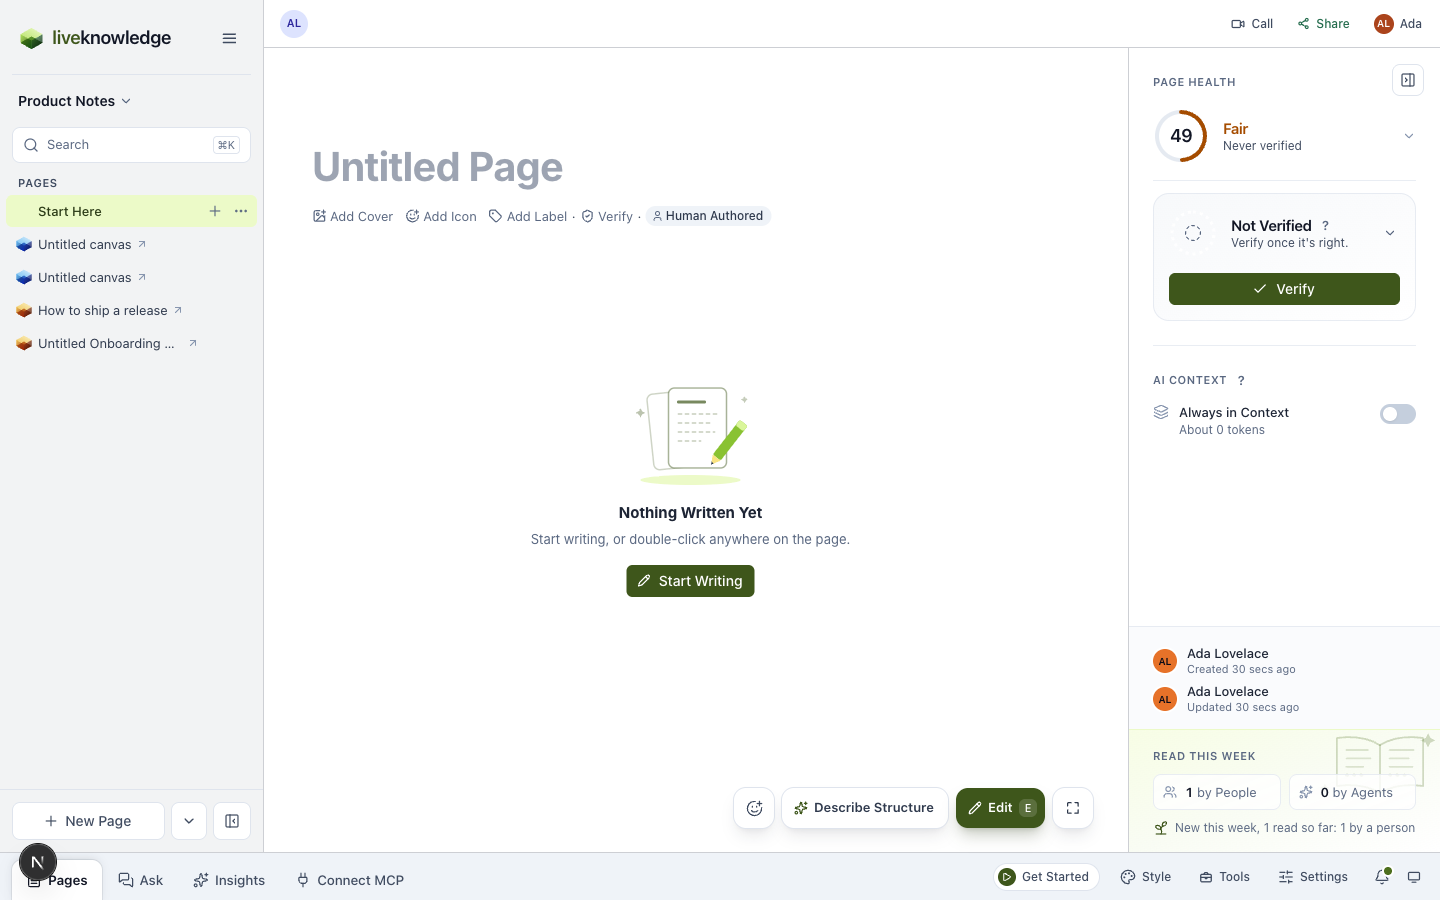 liveknowledge
AL
Call
Share
AL
Ada
Product Notes
Search
⌘K
PAGES
Start Here
Untitled canvas
Untitled canvas
How to ship a release
Untitled Onboarding ...
New Page
Untitled Page
Add Cover
Add Icon
Add Label ·
Verify ·
Human Authored
Nothing Written Yet
Start writing, or double-click anywhere on the page.
Start Writing
Describe Structure
Edit E
PAGE HEALTH
49
Fair
Never verified
Not Verified ?
Verify once it's right.
Verify
AI CONTEXT ?
Always in Context
About 0 tokens
AL
Ada Lovelace
Created 30 secs ago
AL
Ada Lovelace
Updated 30 secs ago
READ THIS WEEK
1 by People
0 by Agents
New this week, 1 read so far: 1 by a person
N
Pages
Ask
Insights
Connect MCP
Get Started
Style
Tools
Settings